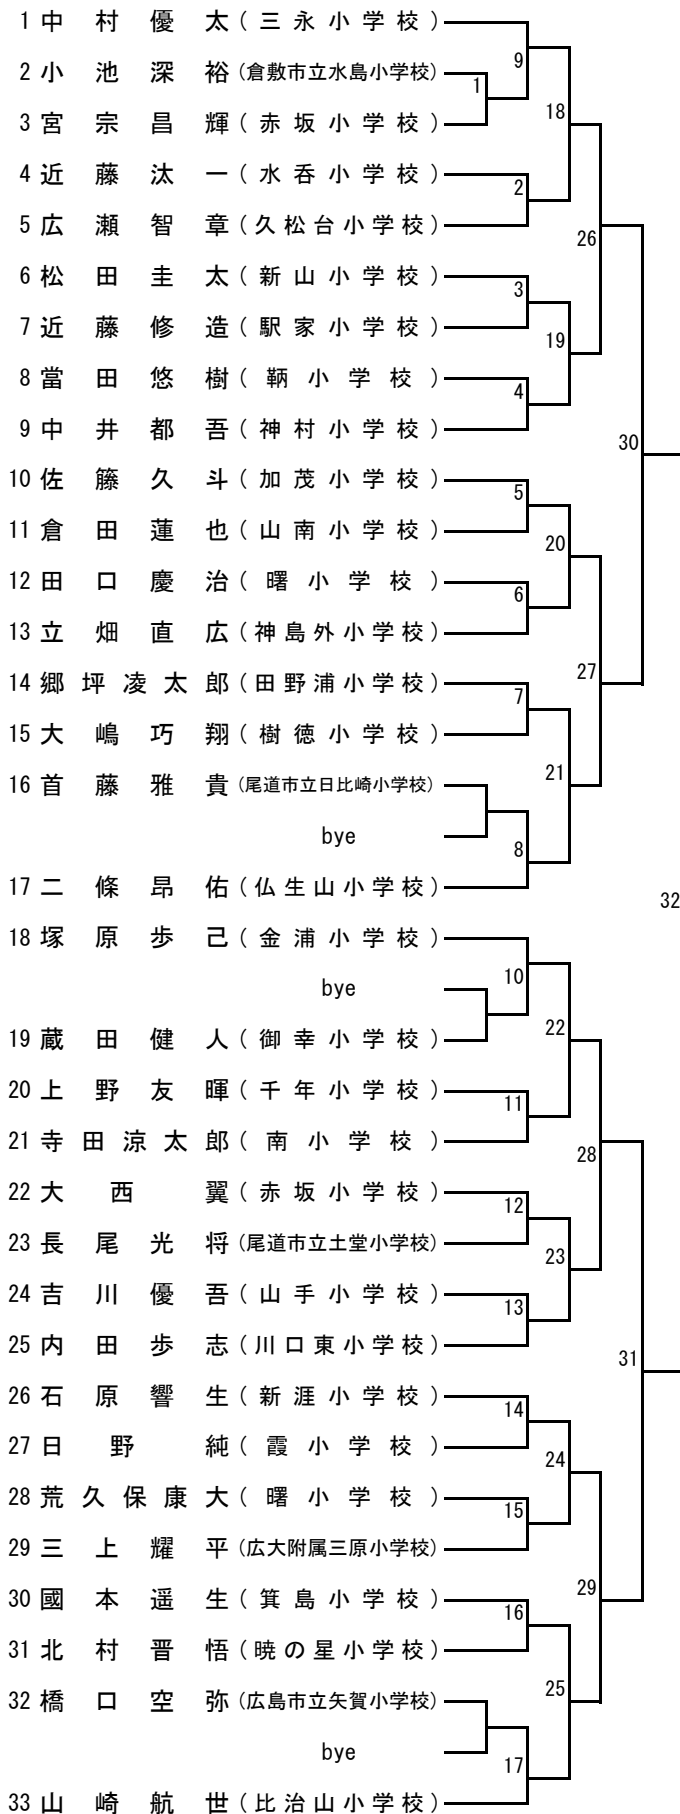 1 中村優太(三永小学校)
9
2 小池深裕(倉敷市立水島小学校)
1
18
3 宮宗昌輝(赤坂小学校)
4 近藤汰一(水呑小学校)
2
5 広瀬智章(久松台小学校)
26
6 松田圭太(新山小学校)
3
7 近藤修造(駅家小学校)
19
8 當田悠樹(鞆小学校)
4
9 中井都吾(神村小学校)
30
10 佐籐久斗(加茂小学校)
5
11 倉田蓮也(山南小学校)
20
12 田口慶治(曙小学校)
6
13 立畑直広(神島外小学校)
27
14 郷坪凌太郎(田野浦小学校)
7
15 大嶋巧翔(樹徳小学校)
21
16 首藤雅貴(尾道市立日比崎小学校)
bye
8
17 二條昂佑(仏生山小学校)
32
18 塚原歩己(金浦小学校)
10
bye
22
19 蔵田健人(御幸小学校)
20 上野友暉(千年小学校)
11
21 寺田涼太郎(南小学校)
28
22 大西翼(赤坂小学校)
12
23 長尾光将(尾道市立土堂小学校)
23
24 吉川優吾(山手小学校)
13
25 内田歩志(川口東小学校)
31
26 石原響生(新涯小学校)
14
27 日野純(霞小学校)
24
28 荒久保康大(曙小学校)
15
29 三上耀平(広大附属三原小学校)
29
30 國本遥生(箕島小学校)
16
31 北村晋悟(暁の星小学校)
25
32 橋口空弥(広島市立矢賀小学校)
bye
17
33 山崎航世(比治山小学校)